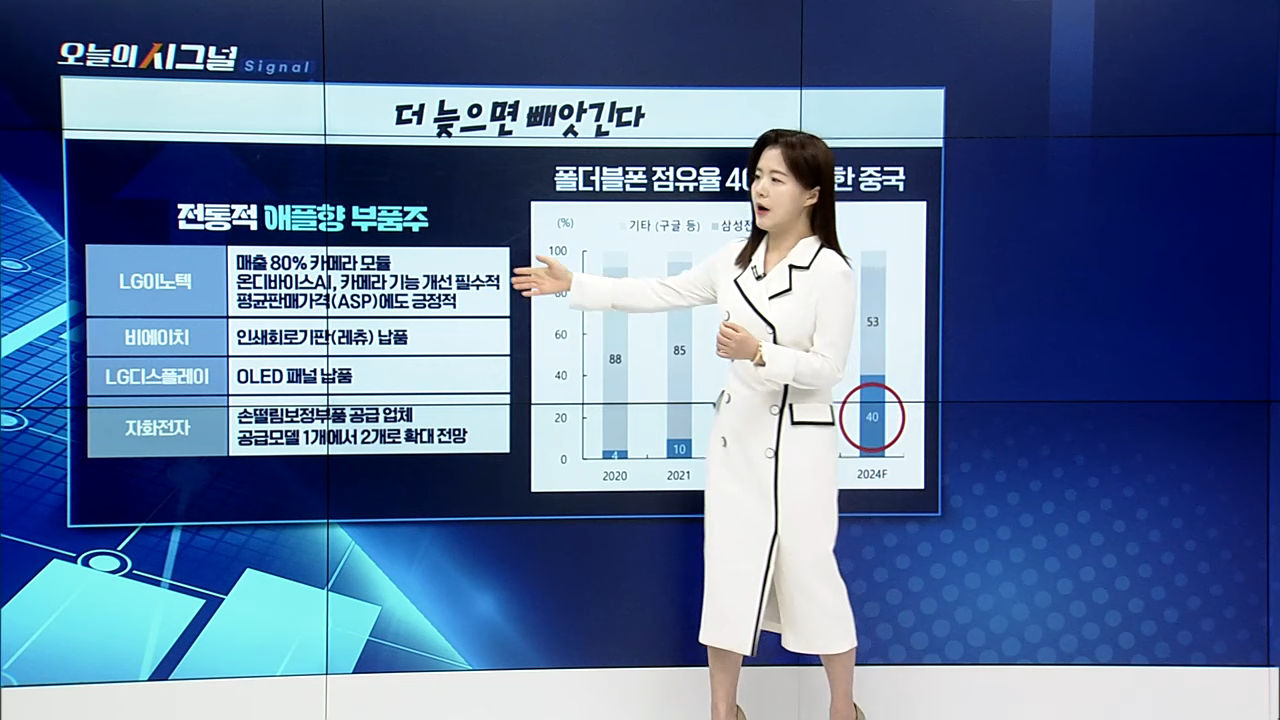 오늘의 시그널 Signal
더 늦으면 빼앗긴다
전통적 애플향 부품주
LG이노텍
매출 80% 카메라 모듈
온디바이스AI, 카메라 기능 개선 필수적
평균판매가격(ASP)에도 긍정적
비에이치
인쇄회로기판(레츄) 납품
LG디스플레이
OLED 패널 납품
자화전자
손떨림보정부품 공급 업체
공급모델 1개에서 2개로 확대 전망
폴더블폰 점유율 한 중국
(%)
기타 (구글 등)
100
80
60
40
20
0
88
4
85
10
53
40
2020
2021
2024F